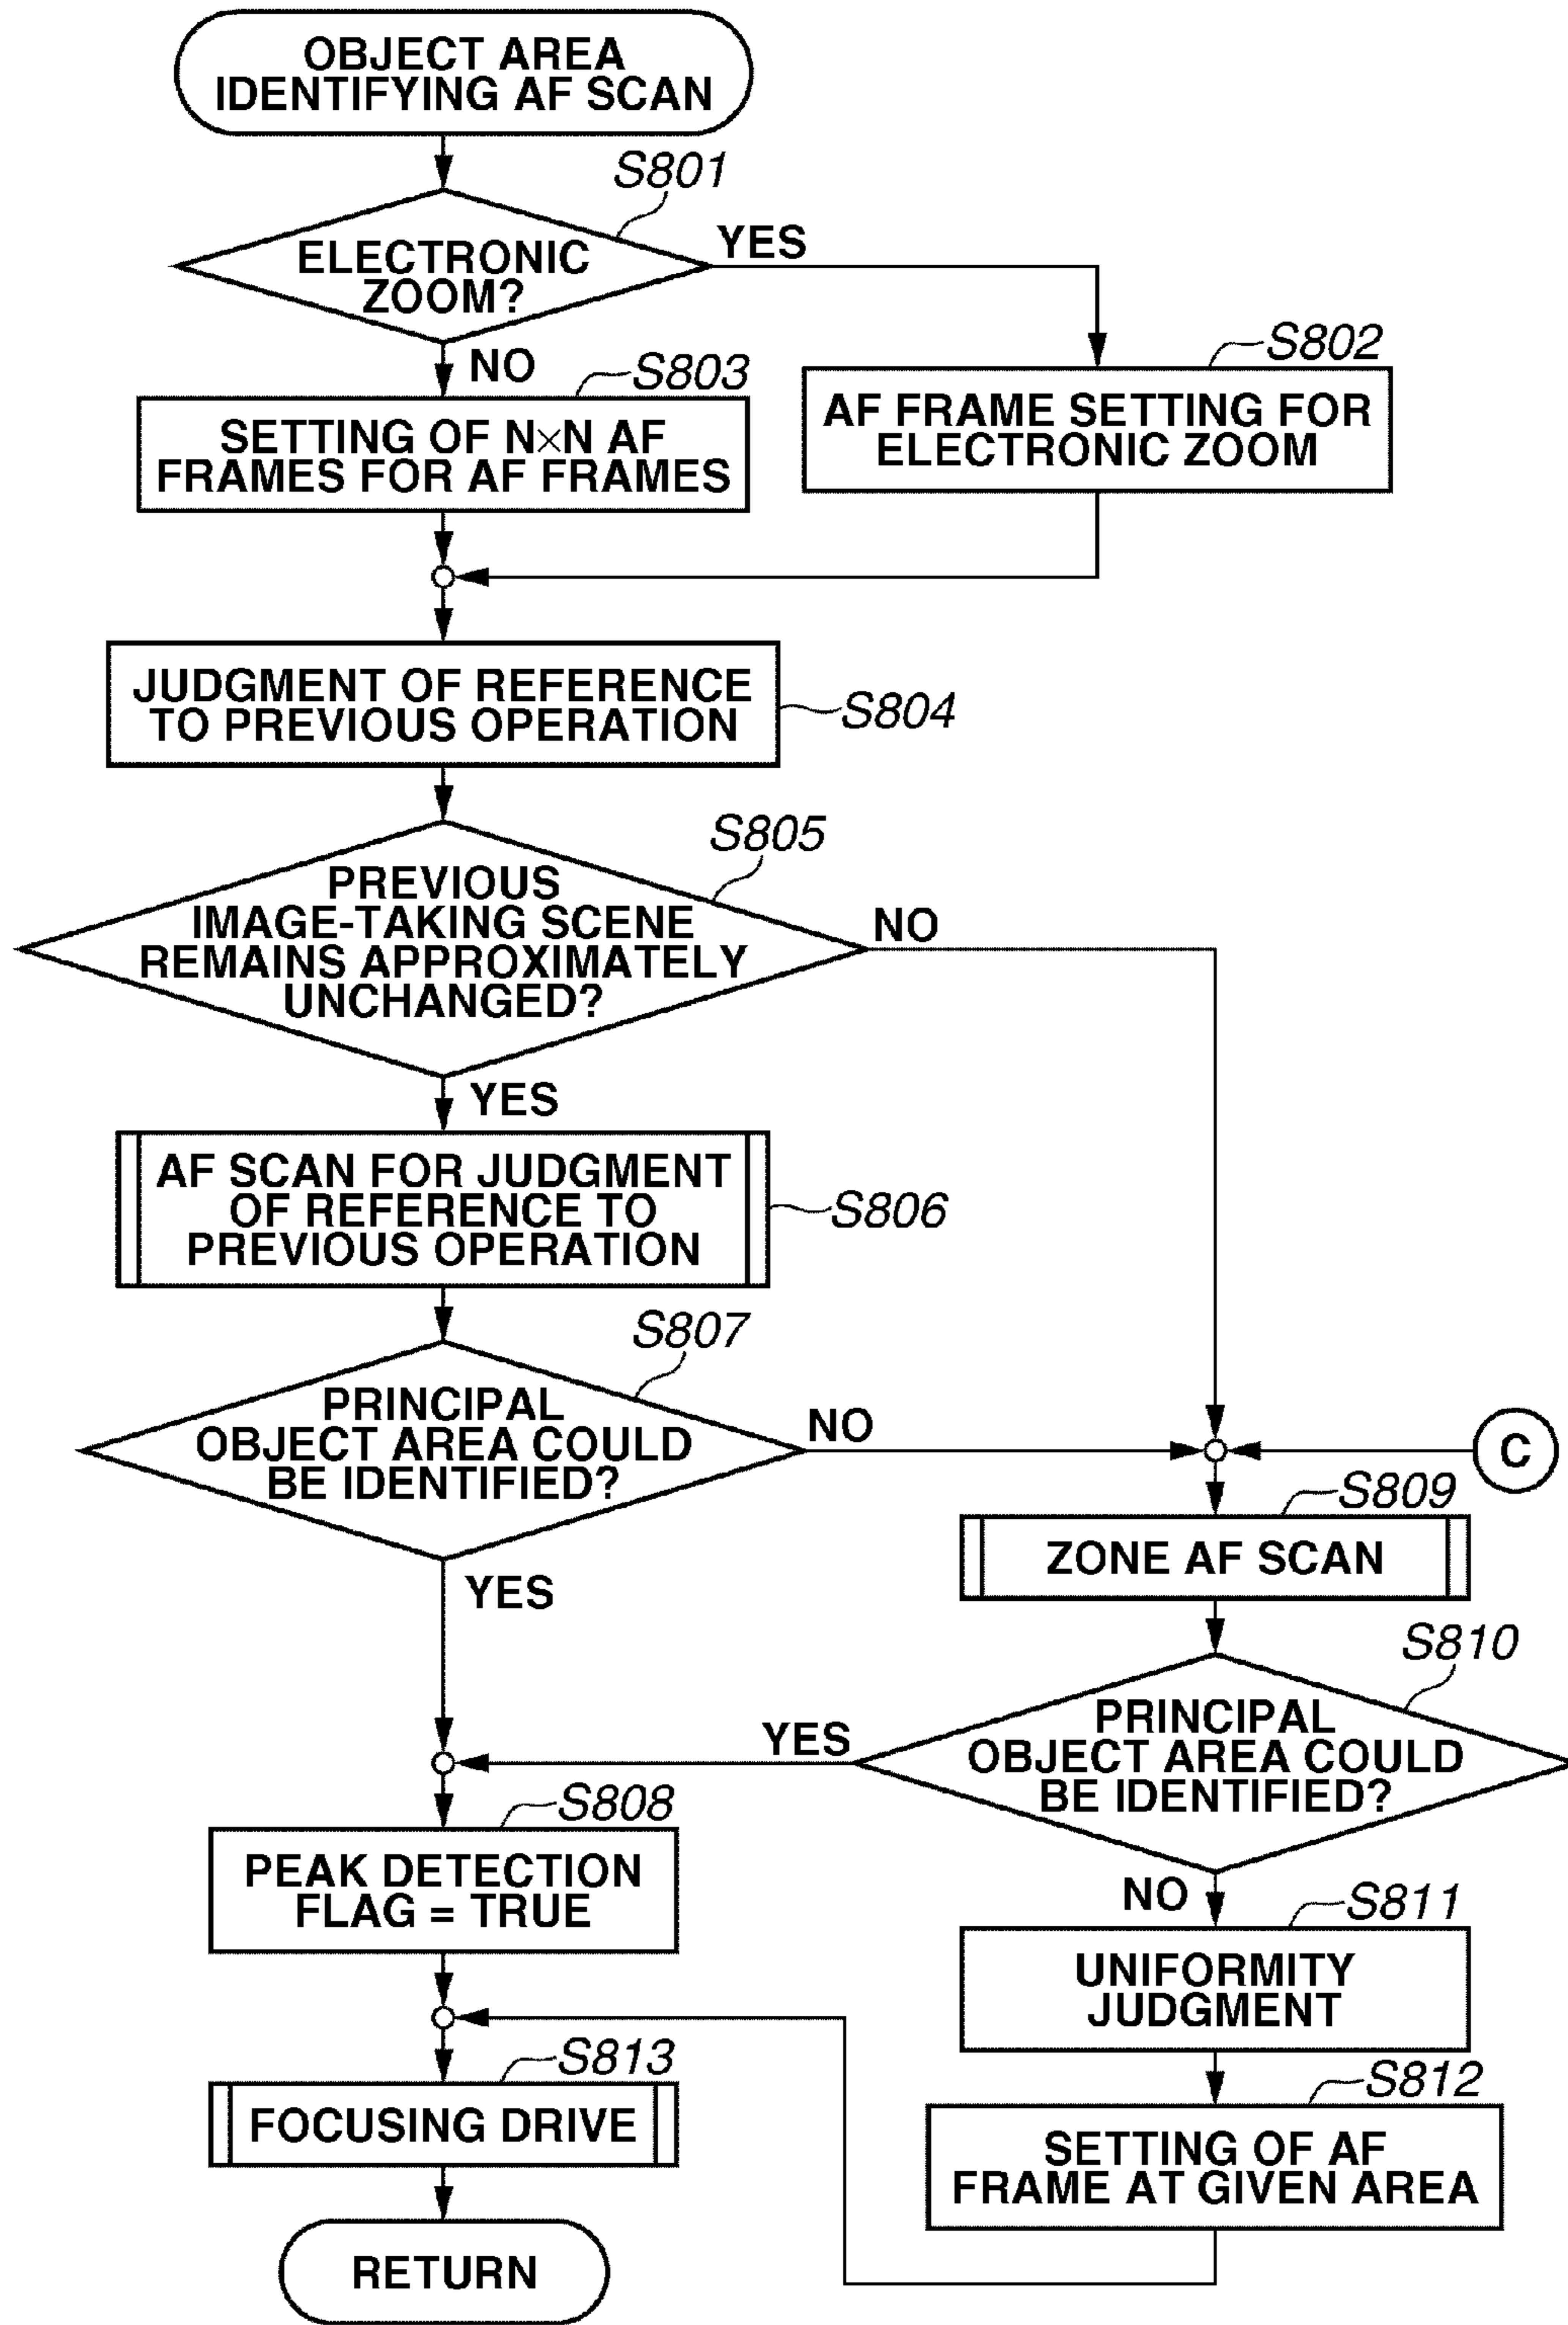 OBJECT AREA
IDENTIFYING AF SCAN
S801
ELECTRONIC
ZOOM?
YES
NO
S802
AF FRAME SETTING FOR
ELECTRONIC ZOOM
S803
SETTING OF N×N AF
FRAMES FOR AF FRAMES
JUDGMENT OF REFERENCE
TO PREVIOUS OPERATION
S804
S805
PREVIOUS
IMAGE-TAKING SCENE
REMAINS APPROXIMATELY
UNCHANGED?
NO
YES
AF SCAN FOR JUDGMENT
OF REFERENCE TO
PREVIOUS OPERATION
S806
S807
PRINCIPAL
OBJECT AREA COULD
BE IDENTIFIED?
NO
C
YES
S809
ZONE AF SCAN
S810
PRINCIPAL
OBJECT AREA COULD
BE IDENTIFIED?
YES
NO
S808
PEAK DETECTION
FLAG = TRUE
S811
UNIFORMITY
JUDGMENT
S812
SETTING OF AF
FRAME AT GIVEN AREA
S813
FOCUSING DRIVE
RETURN